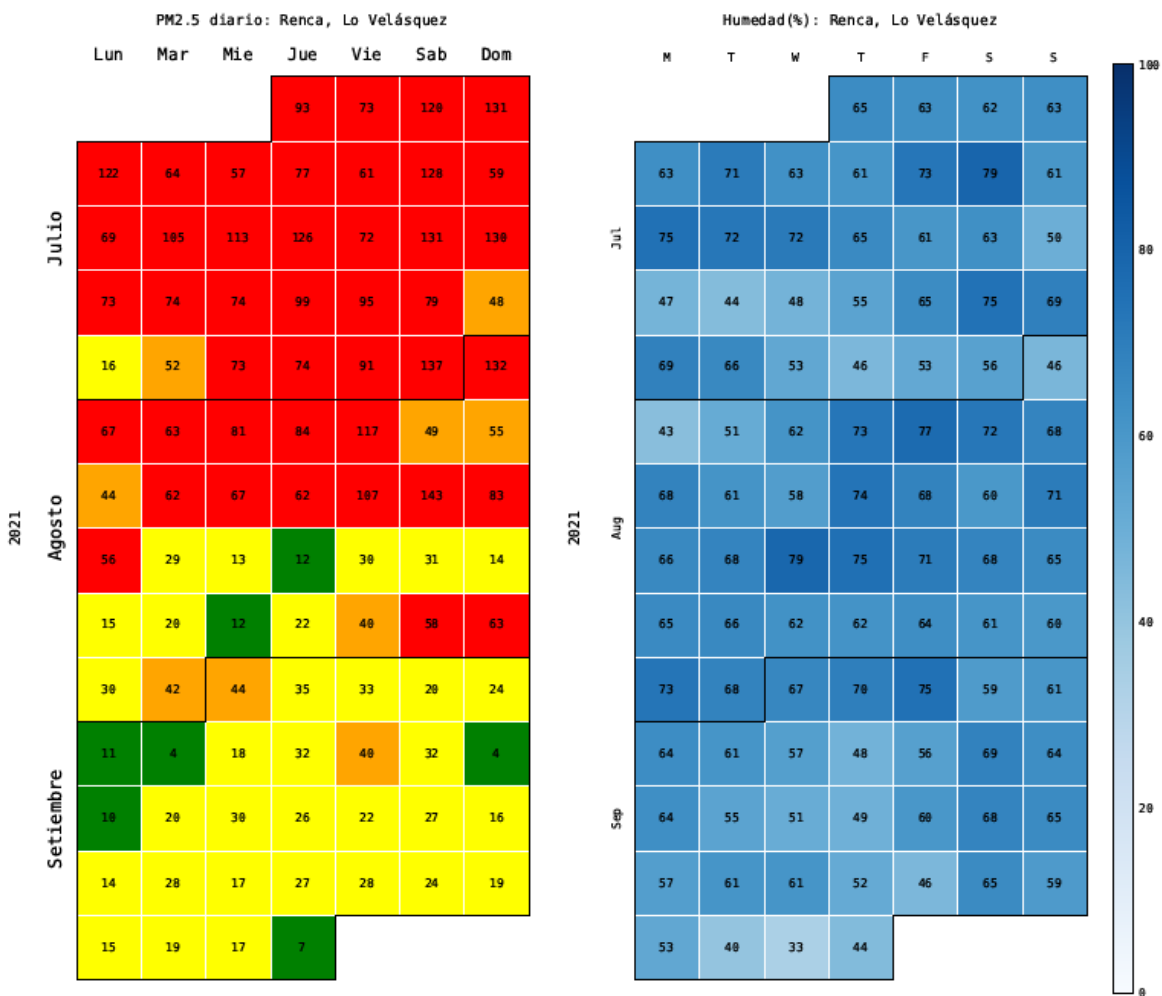 PM2.5 diario: Renca, Lo Velásquez
Lun Mar Mie Jue Vie Sab Dom
93 73 120 131
122 64 57 77 61 128 59
69 105 113 126 72 131 130
73 74 74 99 95 79 48
16 52 73 74 91 137 132
67 63 81 84 117 49 55
44 62 67 62 107 143 83
56 29 13 12 30 31 14
15 20 12 22 40 58 63
30 42 44 35 33 20 24
11 4 18 32 40 32 4
10 20 30 26 22 27 16
14 28 17 27 28 24 19
15 19 17 7
Julio
Agosto
Setiembre
2021
Humedad(%): Renca, Lo Velásquez
M T W T F S S
65 63 62 63
63 71 63 61 73 79 61
75 72 72 65 61 63 50
47 44 48 55 65 75 69
69 66 53 46 53 56 46
43 51 62 73 77 72 68
68 61 58 74 68 60 71
66 68 79 75 71 68 65
65 66 62 62 64 61 60
73 68 67 70 75 59 61
64 61 57 48 56 69 64
64 55 51 49 60 68 65
57 61 61 52 46 65 59
53 40 33 44
Jul
Aug
Sep
2021
100
80
60
40
20
0